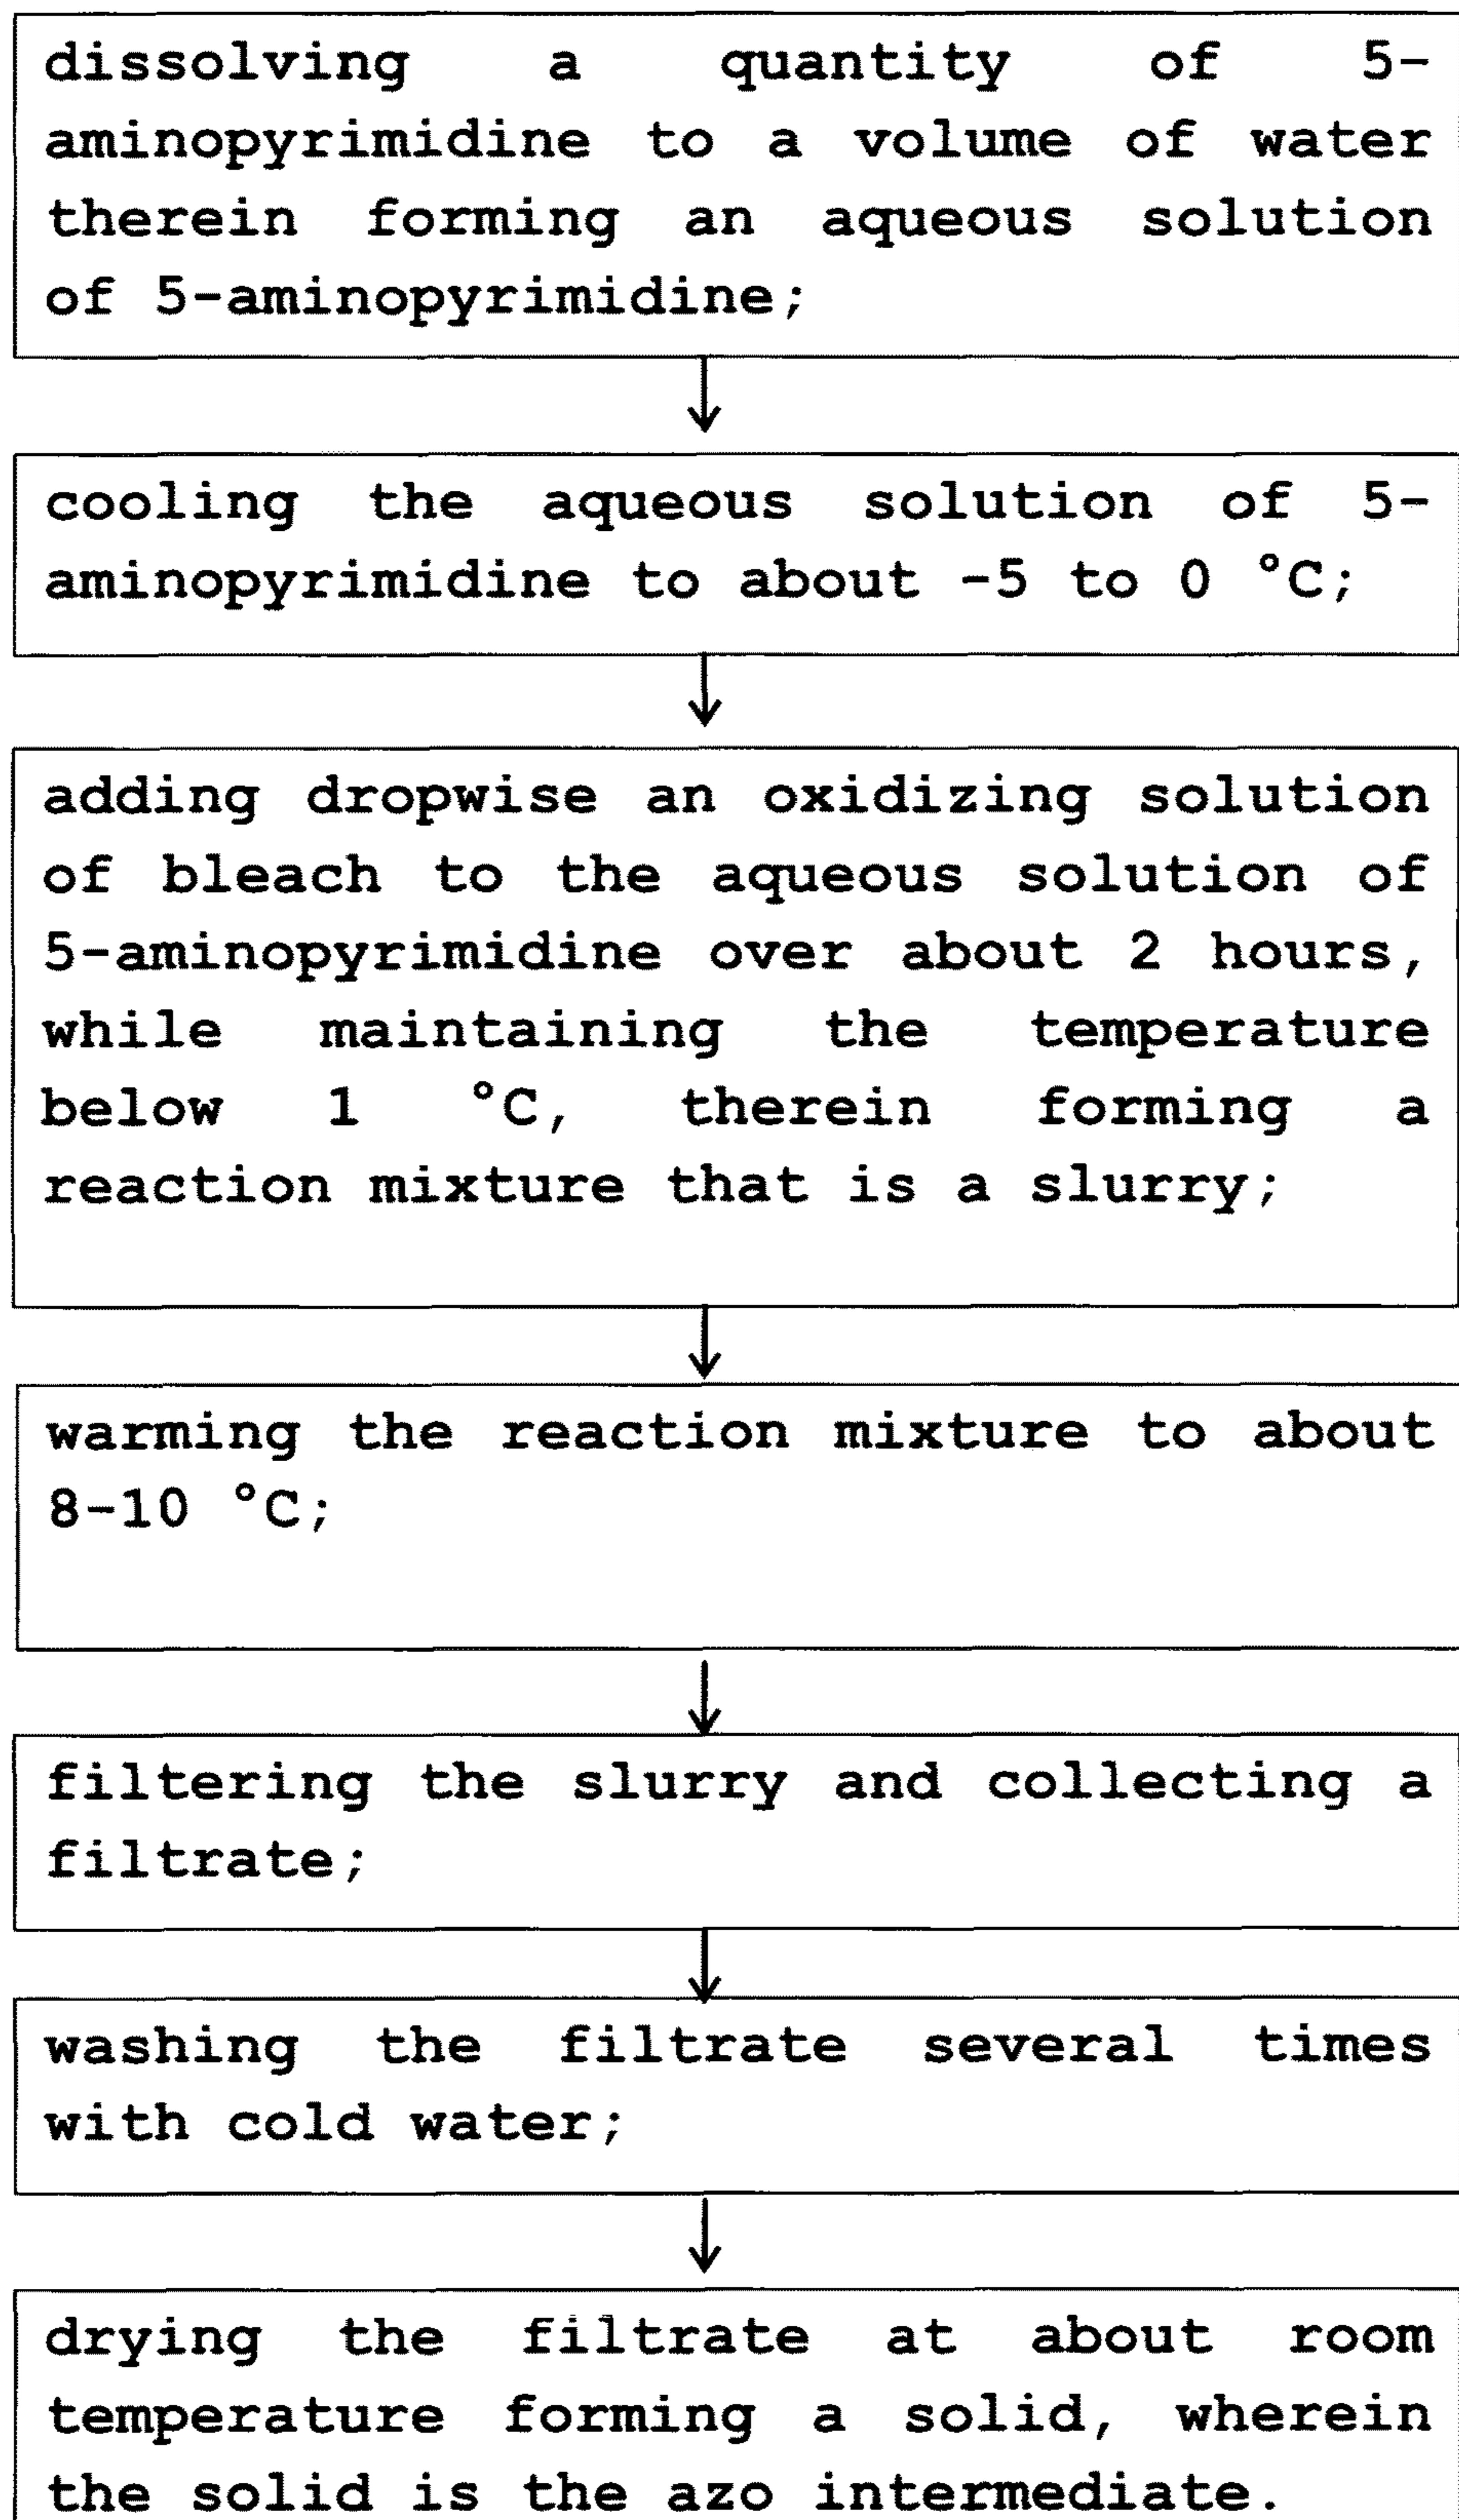 dissolving a quantity of 5-
aminopyrimidine to a volume of water
therein forming an aqueous solution
of 5-aminopyrimidine;
cooling the aqueous solution of 5-
aminopyrimidine to about -5 to 0 °C;
adding dropwise an oxidizing solution
of bleach to the aqueous solution of
5-aminopyrimidine over about 2 hours,
while maintaining the temperature
below 1 °C, therein forming a
reaction mixture that is a slurry;
warming the reaction mixture to about
8-10 °C;
filtering the slurry and collecting a
filtrate;
washing the filtrate several times
with cold water;
drying the filtrate at about room
temperature forming a solid, wherein
the solid is the azo intermediate.